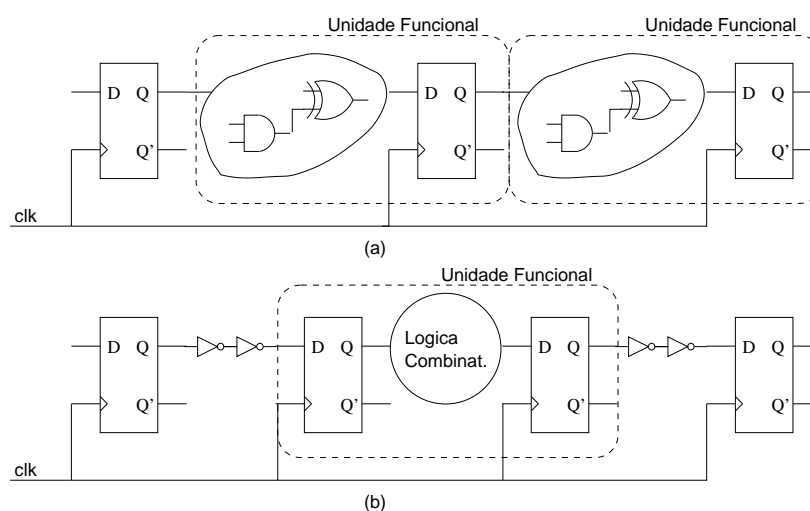 Unidade Funcional
Unidade Funcional
D Q
Q'
D Q
Q'
D Q
Q'
clk
(a)
Unidade Funcional
D Q
Q'
D Q
Q'
Logica
Combinat.
D Q
Q'
D Q
Q'
clk
(b)